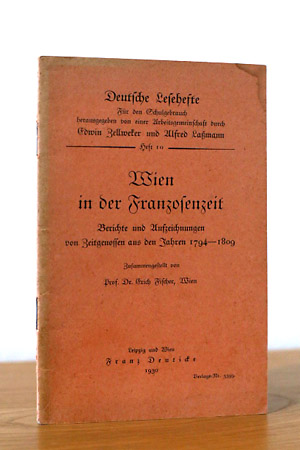 Deutsche Lesehefte
Für den Schulgebrauch
herausgegeben von einer Arbeitsgemeinschaft durch
Edwin Zellweker und Alfred Laßmann
Heft 10
Wien
in der Franzosenzeit
Berichte und Aufzeichnungen
von Zeitgenossen aus den Jahren 1794—1809
Zusammengestellt von
Prof. Dr. Erich Fischer, Wien
Leipzig und Wien
Franz Deuticke
1930
Verlags-Nr.